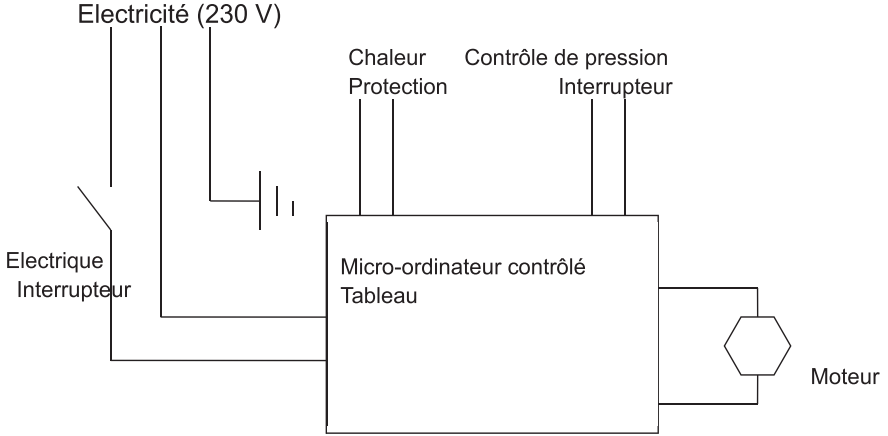 Electricité (230 V)
Chaleur
Protection
Contrôle de pression
Interrupteur
Electrique
Interrupteur
Micro-ordinateur contrôlé
Tableau
Moteur